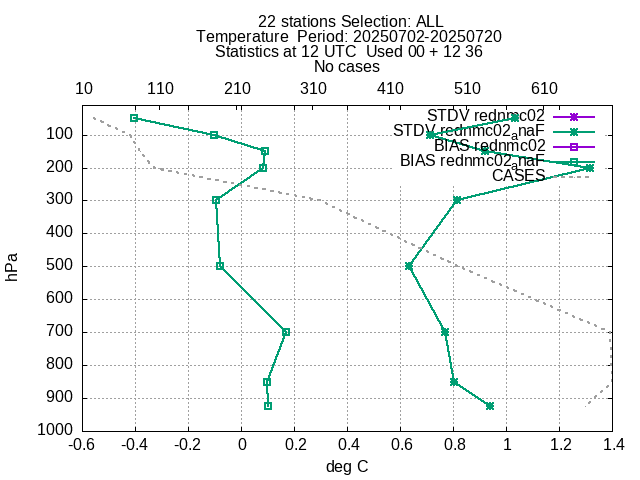 22 stations Selection: ALL
Temperature  Period: 20250702-20250720
Statistics at 12 UTC  Used 00 + 12 36
No cases
10 110 210 310 410 510 610
STDV rednmc02
STDV rednmc02anaF
BIAS rednmc02
BIAS rednmc02anaF
CASES
100
200
300
400
500
600
700
800
900
1000
hPa
-0.6 -0.4 -0.2 0 0.2 0.4 0.6 0.8 1 1.2 1.4
deg C